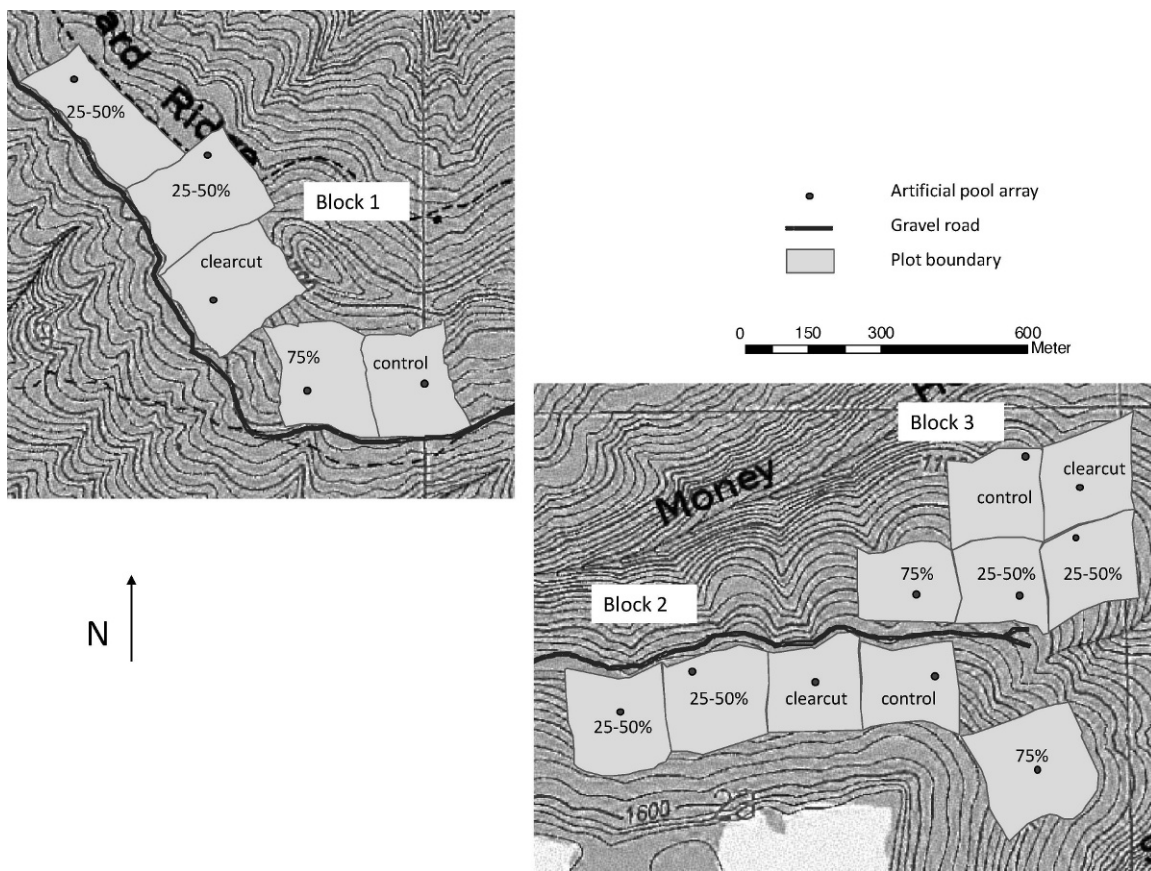 ard Ridge
25-50%
25-50%
Block 1
clearcut
75%
control
Artificial pool array
Gravel road
Plot boundary
0 150 300 600
Meter
N
Block 3
Money
control
clearcut
75%
25-50%
25-50%
Block 2
25-50%
25-50%
clearcut
control
75%
1600